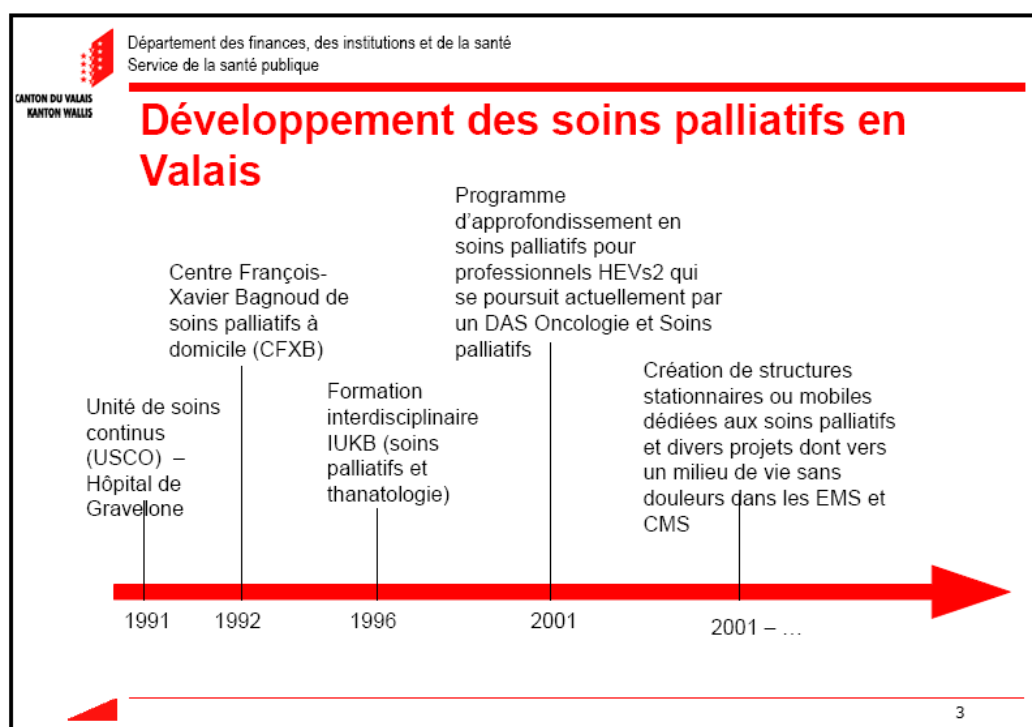 Département des finances, des institutions et de la santé
Service de la santé publique
CANTON DU VALAIS
KANTON WALLIS
Développement des soins palliatifs en
Valais
Unité de soins
continus
(USCO) –
Hôpital de
Gravelone
Centre François-
Xavier Bagnoud de
soins palliatifs à
domicile (CFXB)
Formation
interdisciplinaire
IUKB (soins
palliatifs et
thanatologie)
Programme
d’approfondissement en
soins palliatifs pour
professionnels HEVs2 qui
se poursuit actuellement par
un DAS Oncologie et Soins
palliatifs
Création de structures
stationnaires ou mobiles
dédiées aux soins palliatifs
et divers projets dont vers
un milieu de vie sans
douleurs dans les EMS et
CMS
1991
1992
1996
2001
2001 – …
3